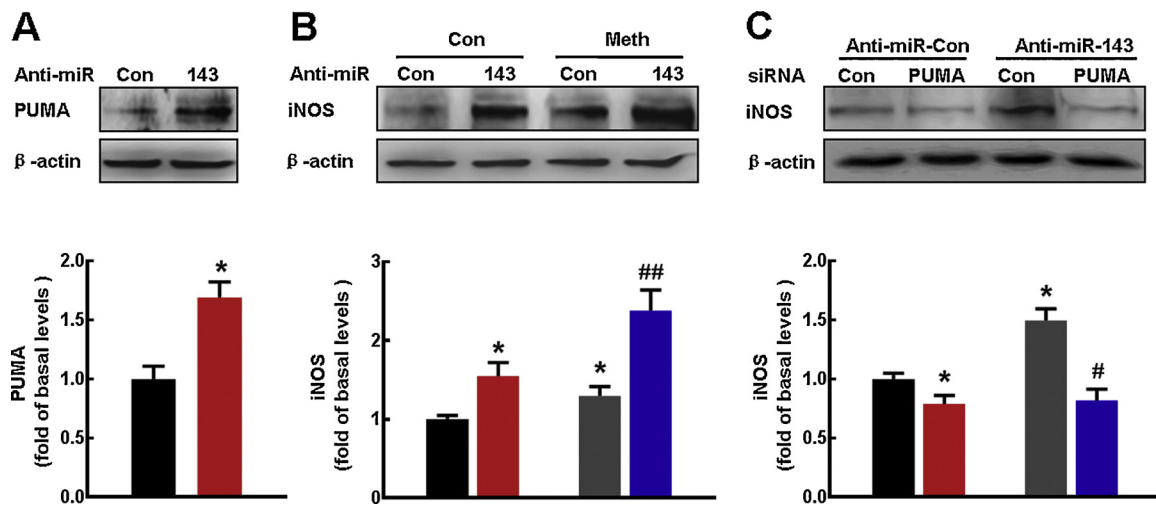 A
Anti-miR Con 143
PUMA
β-actin
PUMA
(fold of basal levels )
2.0
1.5
1.0
0.5
0.0
*
B
Con Meth
Anti-miR Con 143 Con 143
iNOS
β-actin
iNOS
(fold of basal levels )
3
2
1
0
*
*
##
C
Anti-miR-Con Anti-miR-143
siRNA Con PUMA Con PUMA
iNOS
β-actin
iNOS
(fold of basal levels )
2.0
1.5
1.0
0.5
0.0
*
*
#